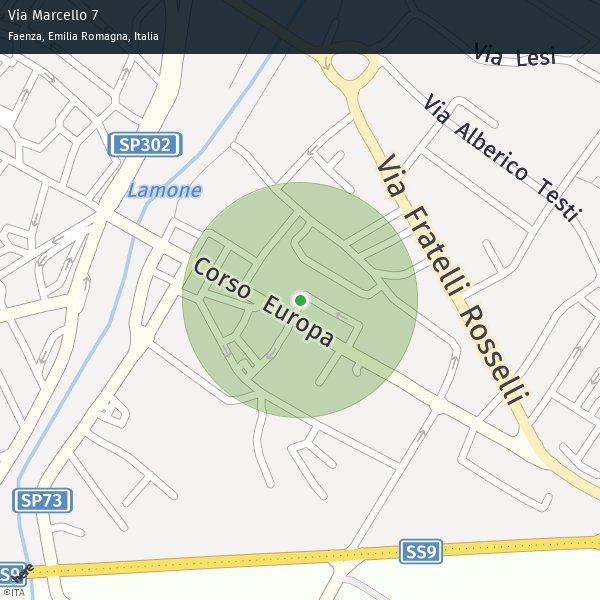 Via Marcello 7
Faenza, Emilia Romagna, Italia
Via Lesi
Via Alberico Testi
SP302
Lamone
Via Fratelli Rosselli
Corso Europa
SP73
SS9
SS9
here
©ITA